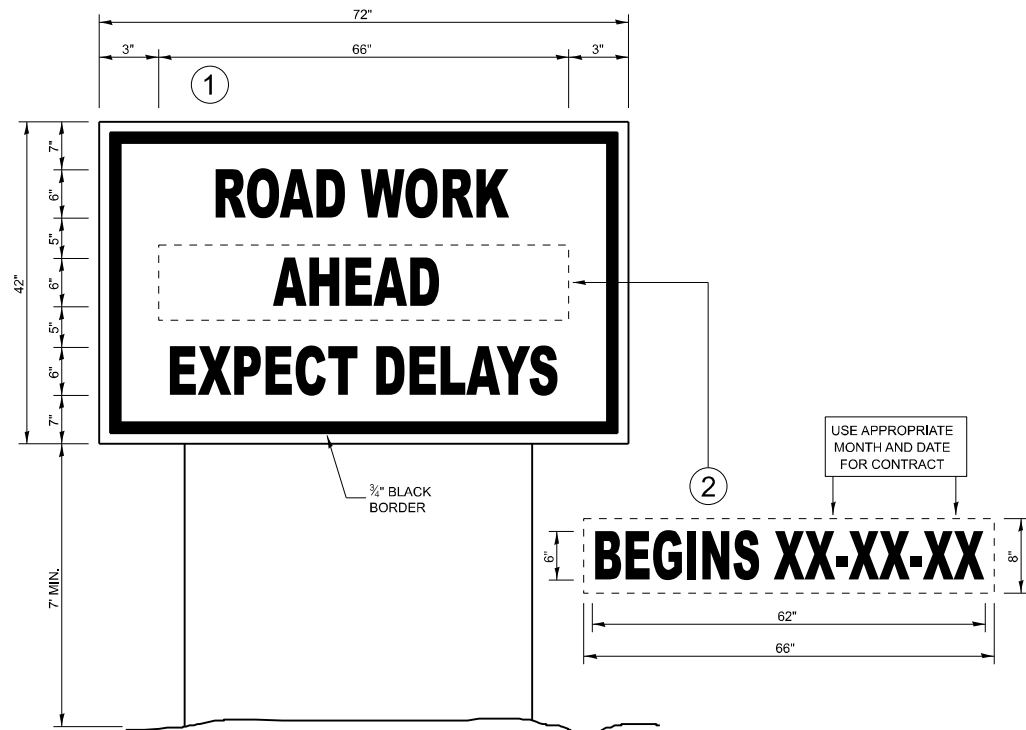 72"
3" 66" 3"
1
42"
7"
6"
5"
6"
5"
6"
7"
ROAD WORK
AHEAD
EXPECT DELAYS
¾" BLACK
BORDER
7' MIN.
2
USE APPROPRIATE
MONTH AND DATE
FOR CONTRACT
6"
BEGINS XX-XX-XX
8"
62"
66"